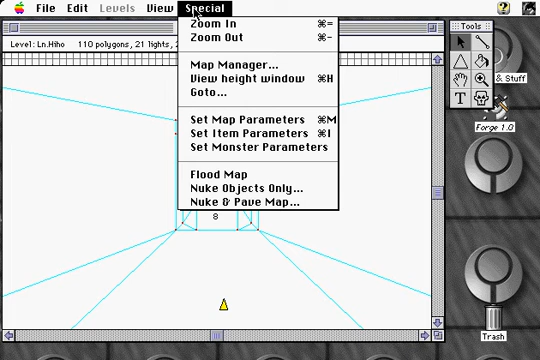 File Edit Levels View Special
Level: Ln.Hiho 110 polygons, 21 lights,
Zoom In ⌘=
Zoom Out ⌘-
Map Manager...
View height window ⌘H
Goto...
Set Map Parameters ⌘M
Set Item Parameters ⌘I
Set Monster Parameters
Flood Map
Nuke Objects Only...
Nuke & Pave Map...
8
Tools
T
& Stuff
Forge 1.0
Trash